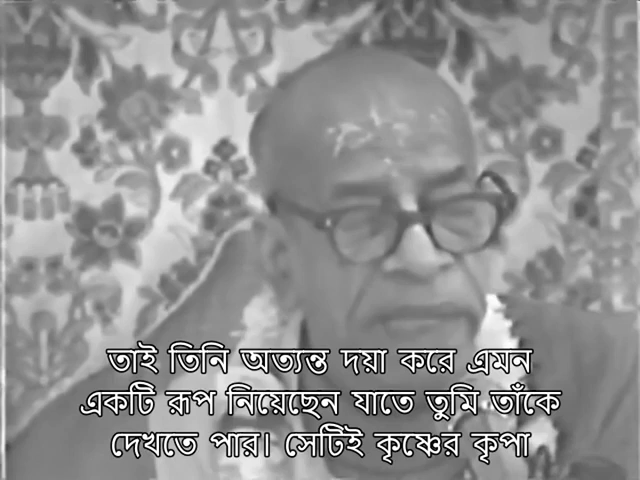 তাই তিনি অত্যন্ত দয়া করে এমন
একটি রূপ নিয়েছেন যাতে তুমি তাঁকে
দেখতে পার। সেটিই কৃষ্ণের কৃপা